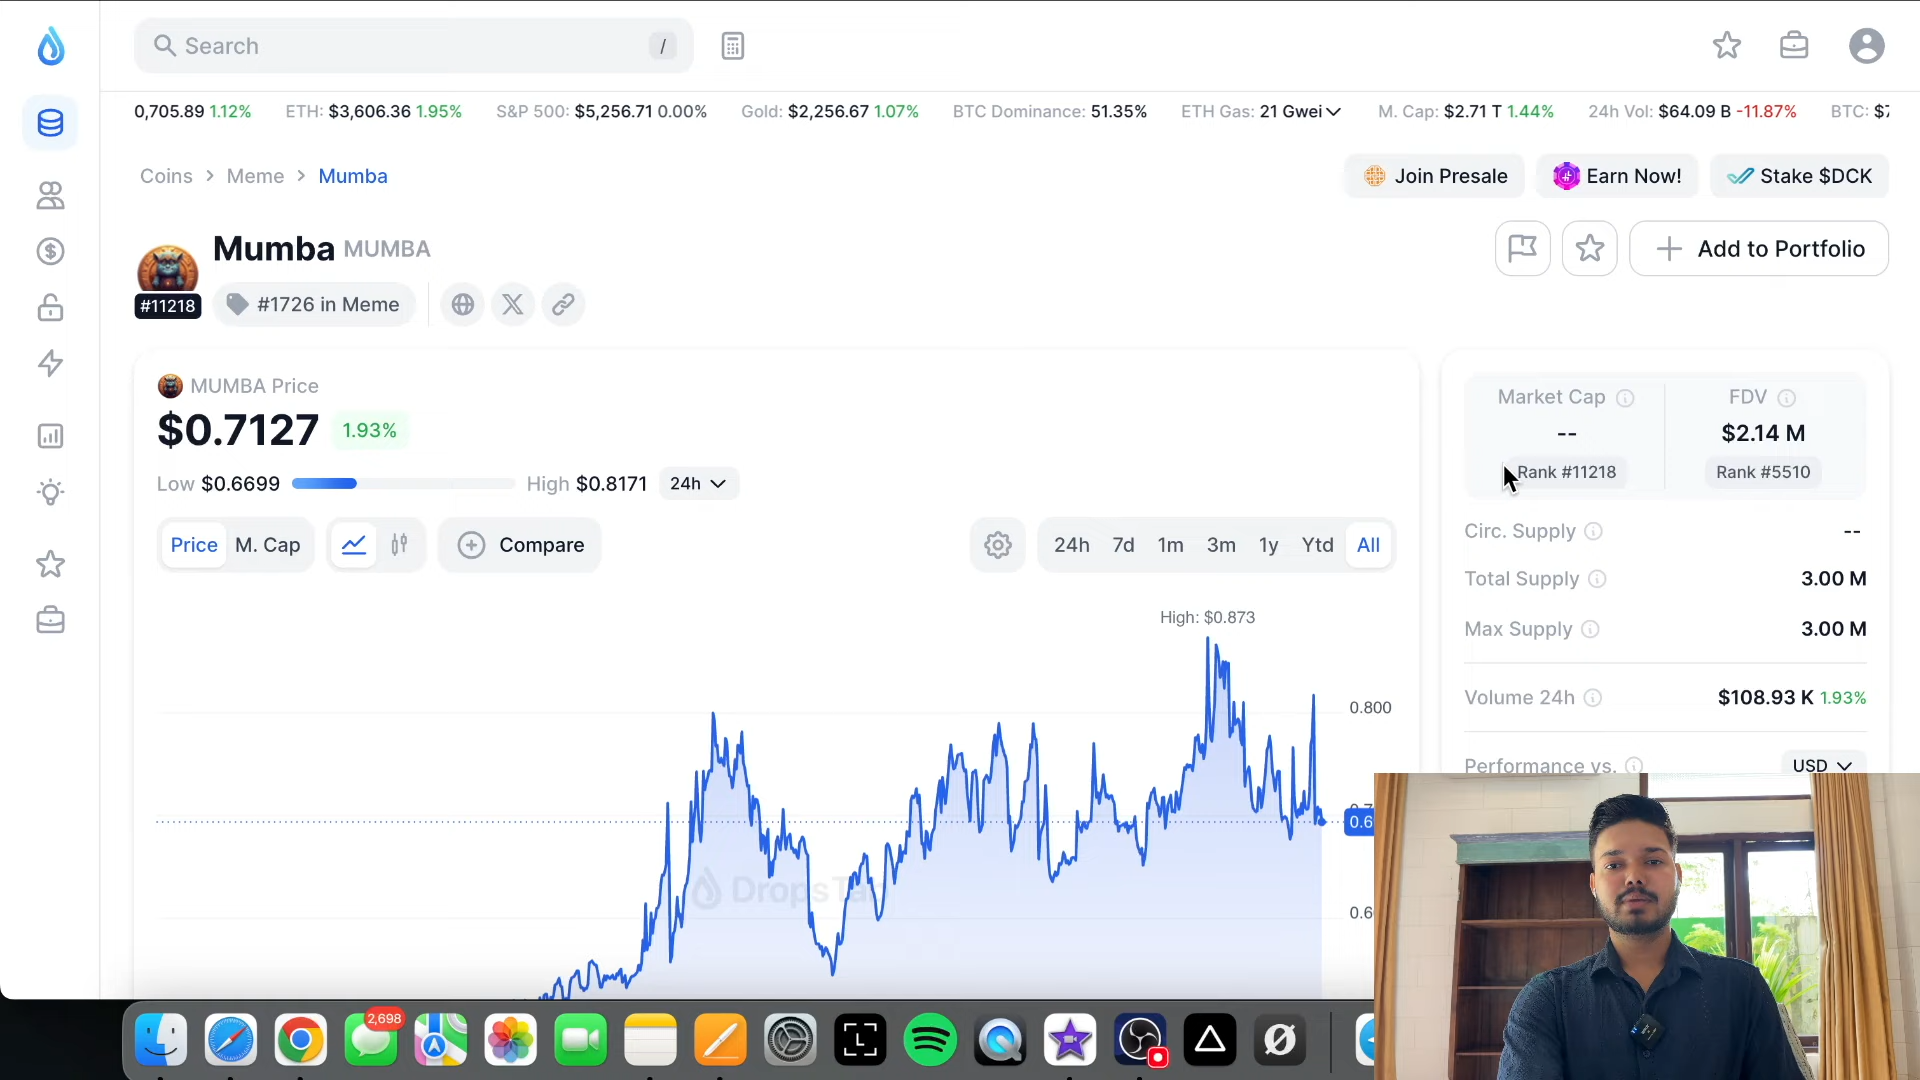 Search /
0,705.89 1.12% ETH: $3,606.36 1.95% S&P 500: $5,256.71 0.00% Gold: $2,256.67 1.07% BTC Dominance: 51.35% ETH Gas: 21 Gwei M. Cap: $2.71 T 1.44% 24h Vol: $64.09 B -11.87% BTC:
Coins > Meme > Mumba
Join Presale Earn Now! Stake $DCK
Mumba MUMBA
Add to Portfolio
#11218 #1726 in Meme
MUMBA Price
$0.7127 1.93%
Low $0.6699 High $0.8171 24h
Price M. Cap Compare
24h 7d 1m 3m 1y Ytd All
High: $0.873
0.800
Market Cap FDV
-- $2.14 M
Rank #11218 Rank #5510
Circ. Supply --
Total Supply 3.00 M
Max Supply 3.00 M
Volume 24h $108.93 K 1.93%
Performance vs. USD
2,698